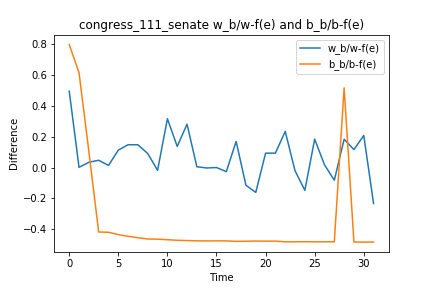 congress_111_senate w_b/w-f(e) and b_b/b-f(e)
w_b/w-f(e)
b_b/b-f(e)
0.8
0.6
0.4
0.2
0.0
−0.2
−0.4
Difference
0 5 10 15 20 25 30
Time